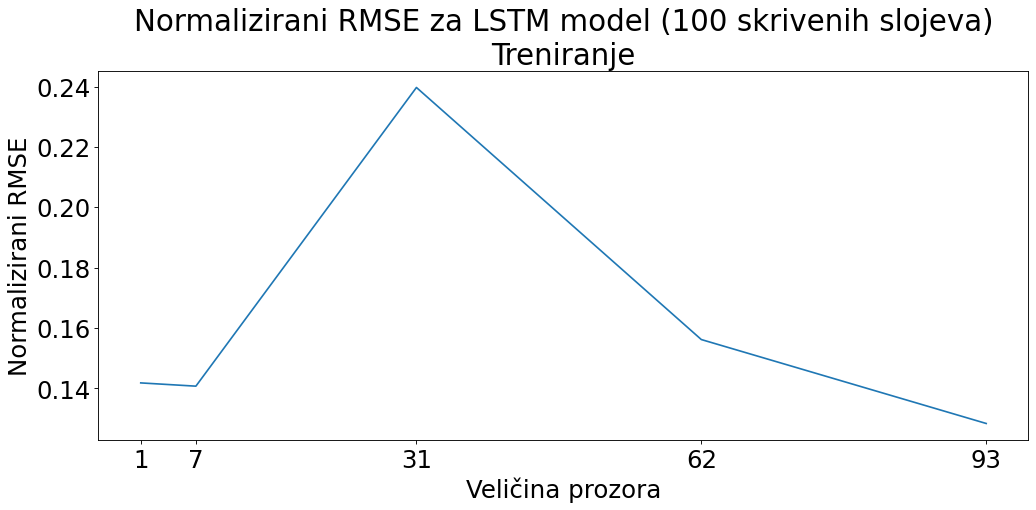 Normalizirani RMSE za LSTM model (100 skrivenih slojeva)
Treniranje
Normalizirani RMSE
0.24
0.22
0.20
0.18
0.16
0.14
1 7 31 62 93
Veličina prozora